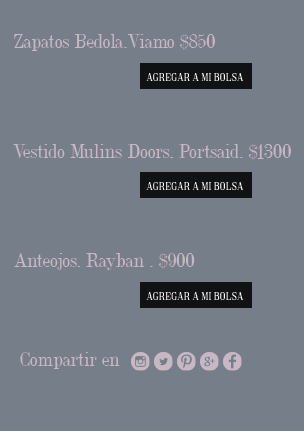 Zapatos Bedola.Viamo $850
AGREGAR A MI BOLSA
Vestido Mulins Doors. Portsaid. $1300
AGREGAR A MI BOLSA
Anteojos. Rayban . $900
AGREGAR A MI BOLSA
Compartir en